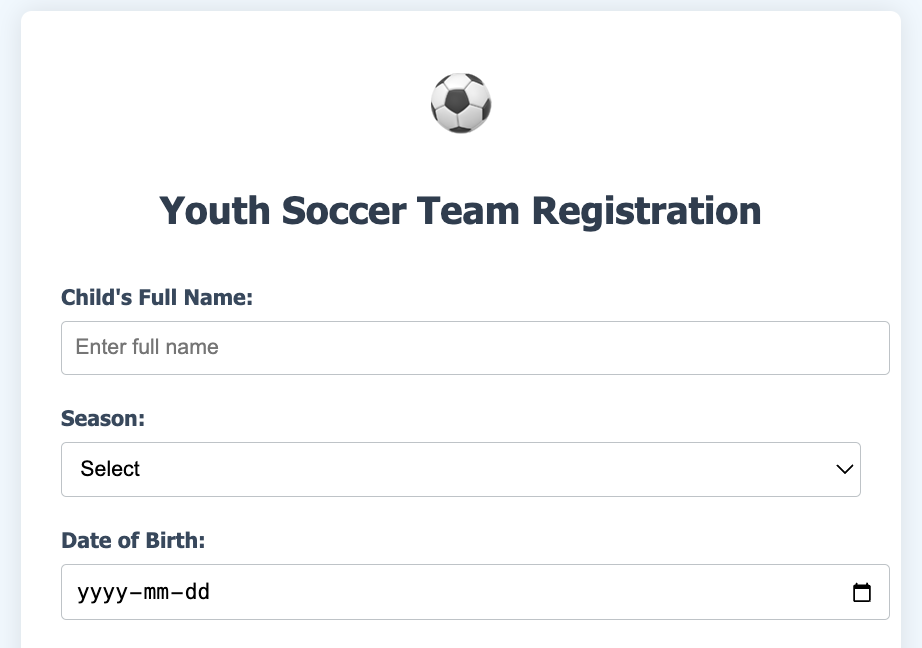 Youth Soccer Team Registration
Child's Full Name:
Enter full name
Season:
Select
Date of Birth:
yyyy-mm-dd